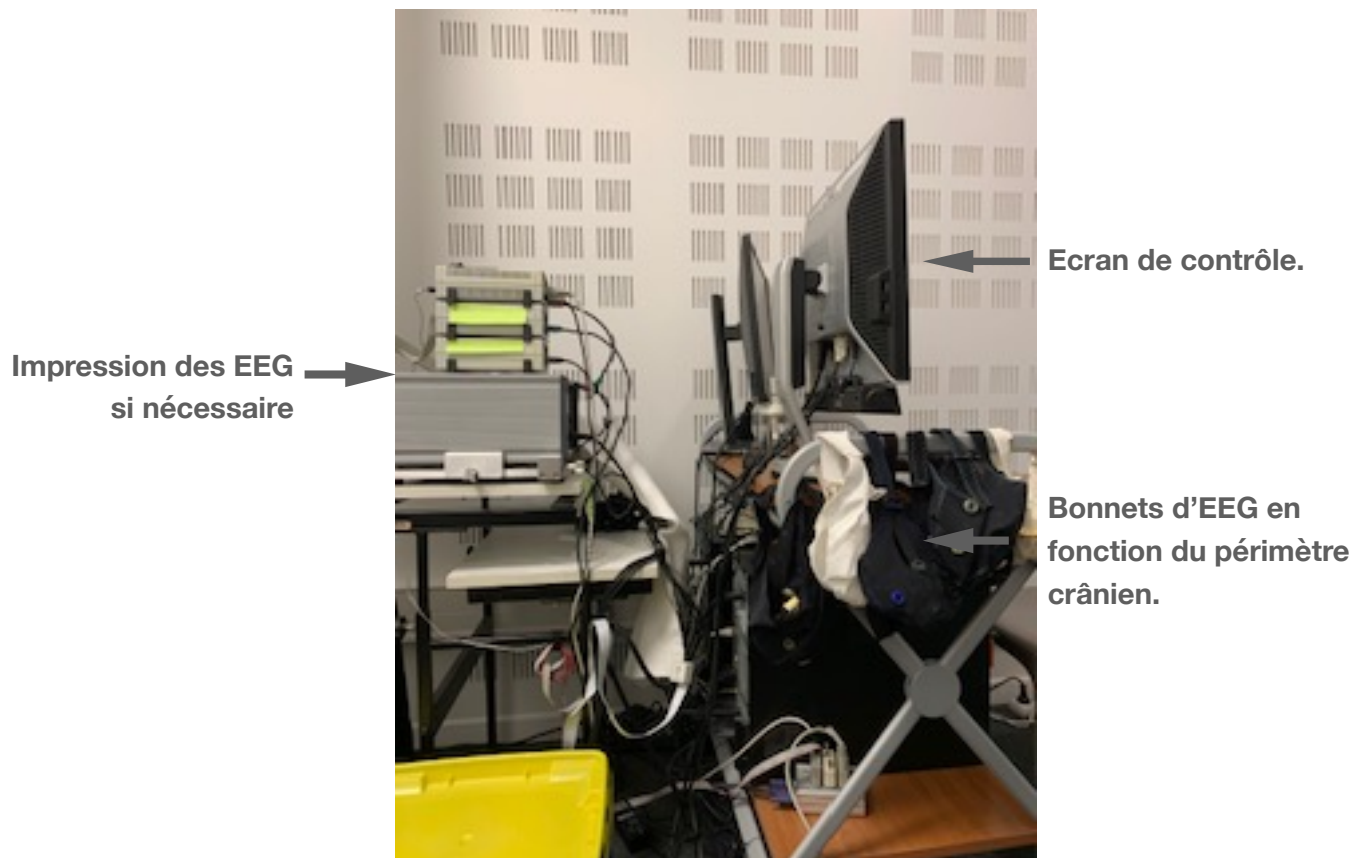 Ecran de contrôle.
Impression des EEG
si nécessaire
Bonnets d’EEG en
fonction du périmètre
crânien.